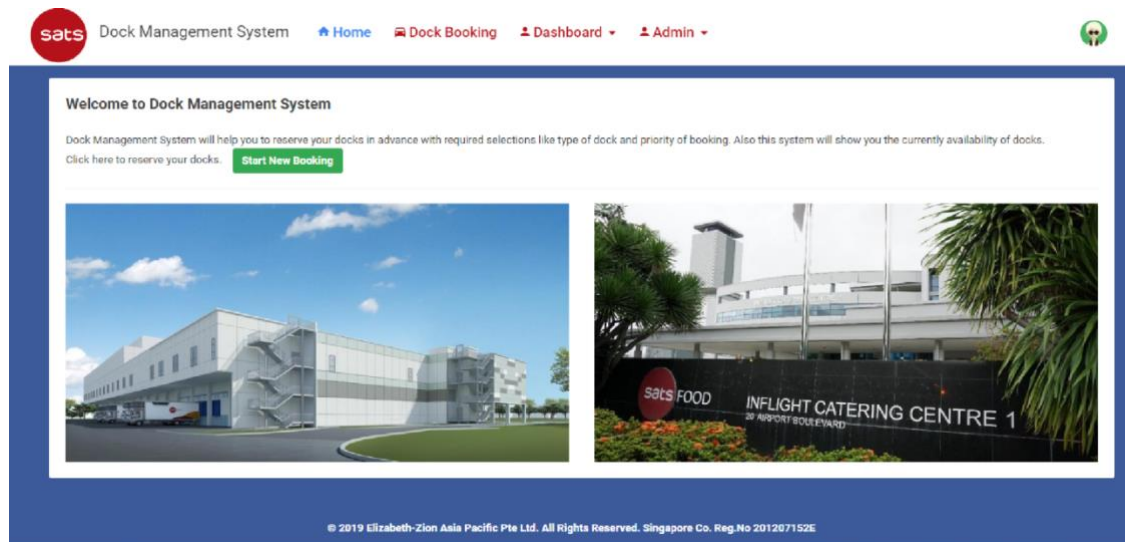 sats
Dock Management System
Home
Dock Booking
Dashboard
Admin
Welcome to Dock Management System
Dock Management System will help you to reserve your docks in advance with required selections like type of dock and priority of booking. Also this system will show you the currently availability of docks.
Click here to reserve your docks.
Start New Booking
sats FOOD
INFLIGHT CATERING CENTRE 1
20 AIRPORT BOULEVARD
© 2019 Elizabeth-Zion Asia Pacific Pte Ltd. All Rights Reserved. Singapore Co. Reg.No 201207152E